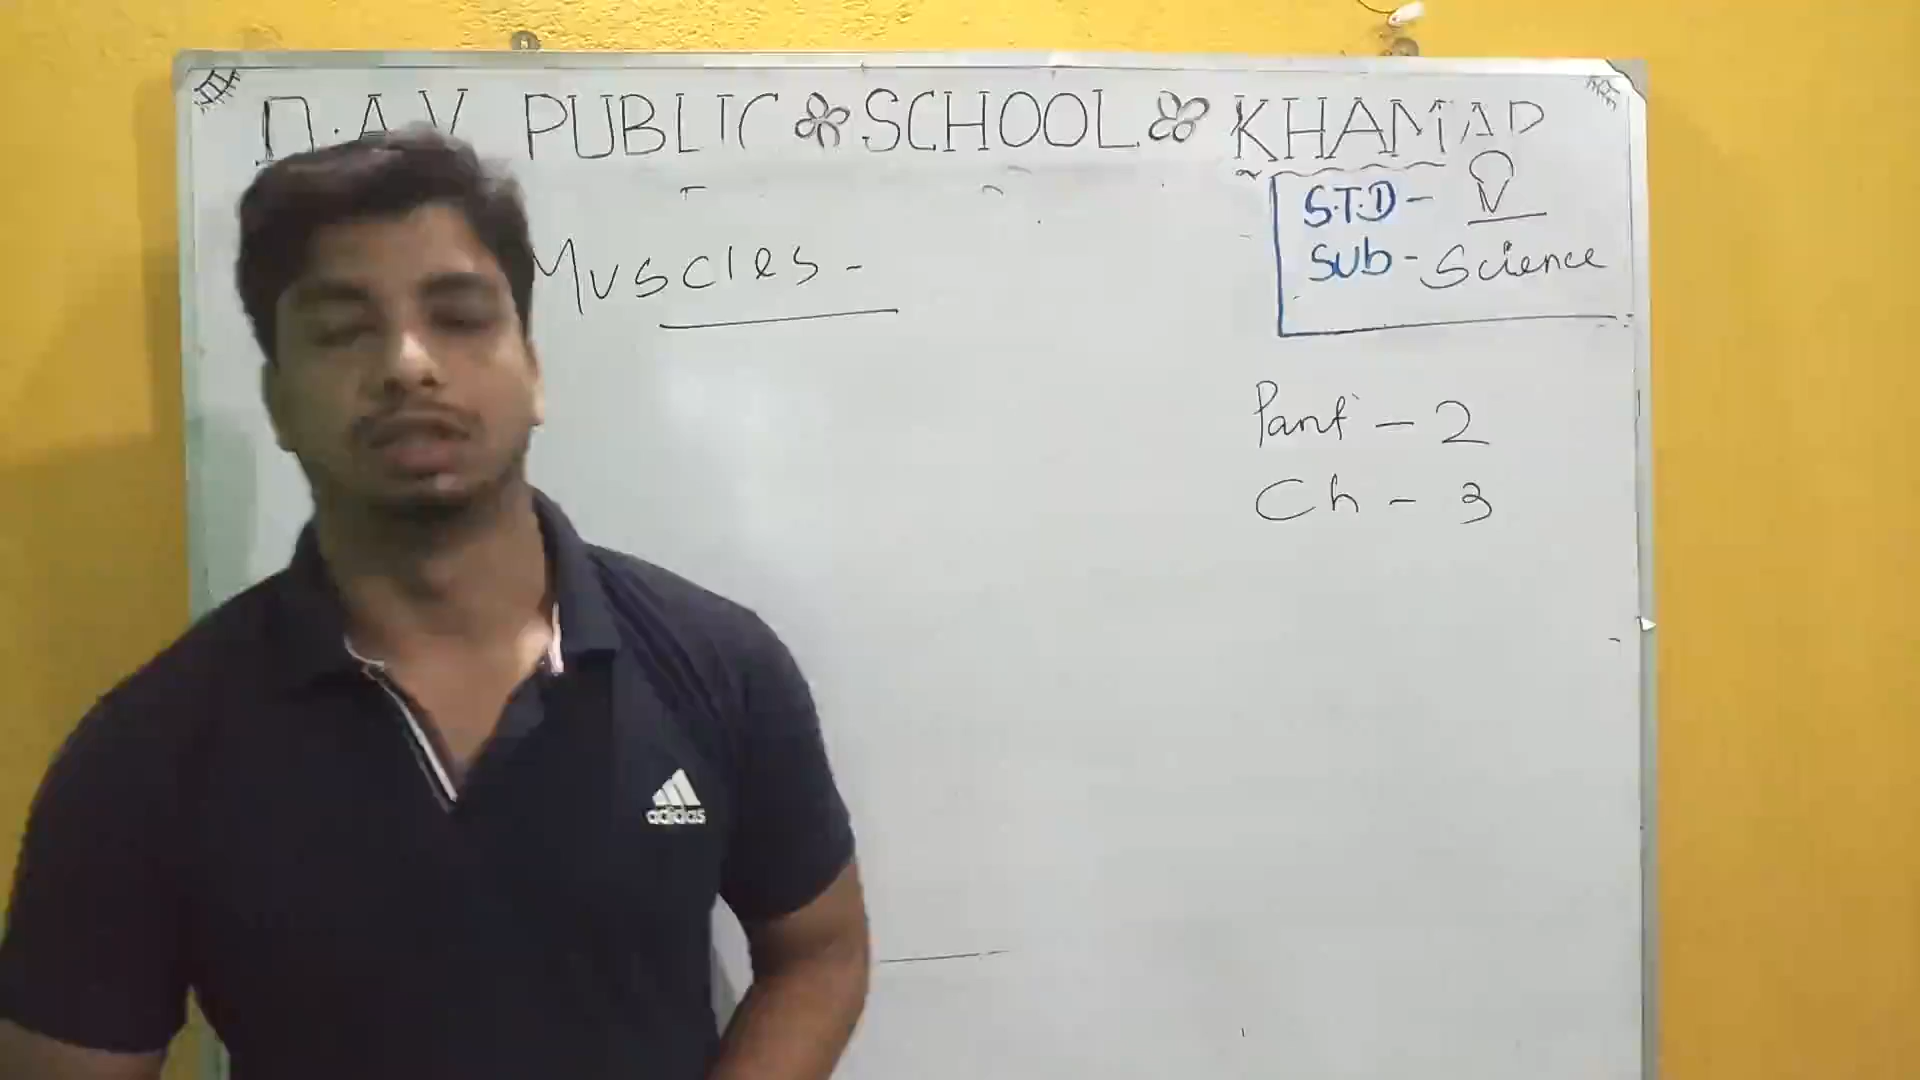 D.A.V PUBLIC SCHOOL KHAMAR
S.T.D - V
Sub - Science
Muscles -
Part - 2
Ch - 3
adidas